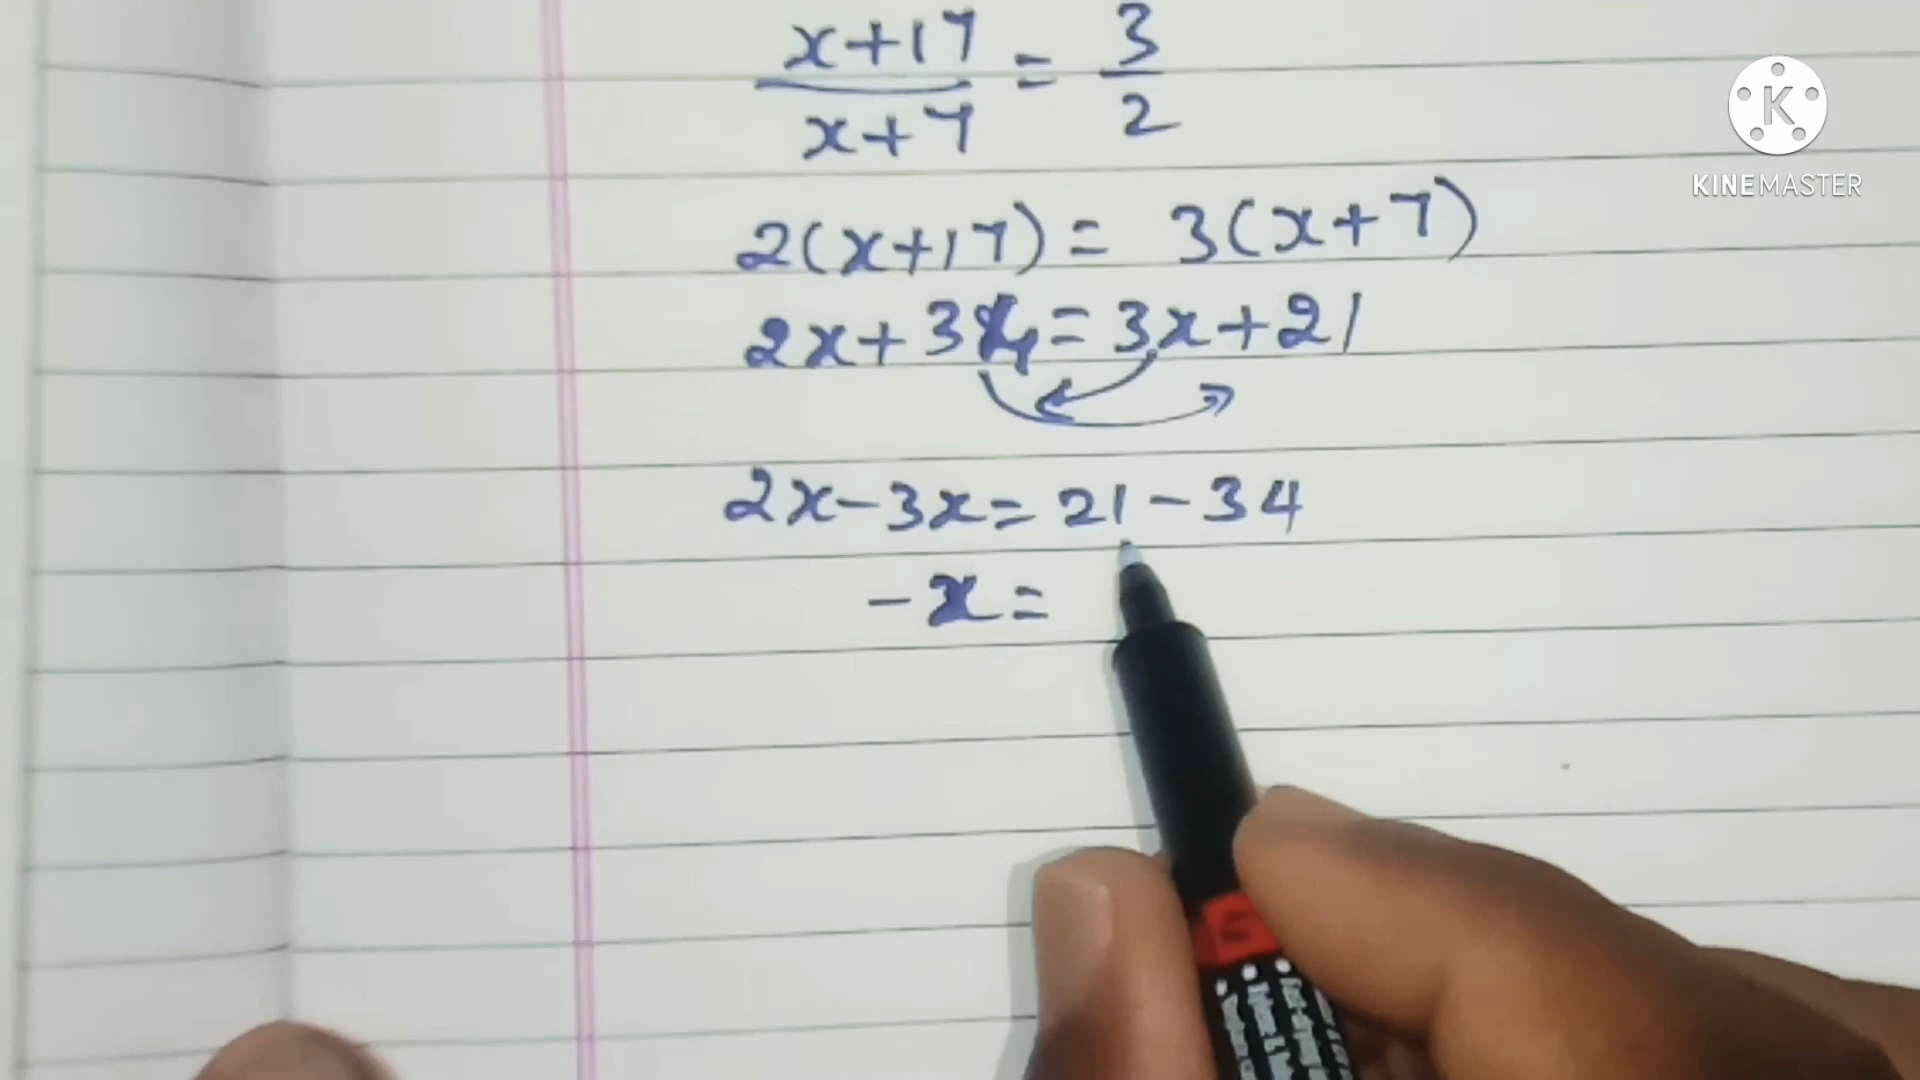 x+17/x+7 = 3/2
K
KINEMASTER
2(x+17) = 3(x+7)
2x+34 = 3x+21
2x-3x = 21-34
-x =